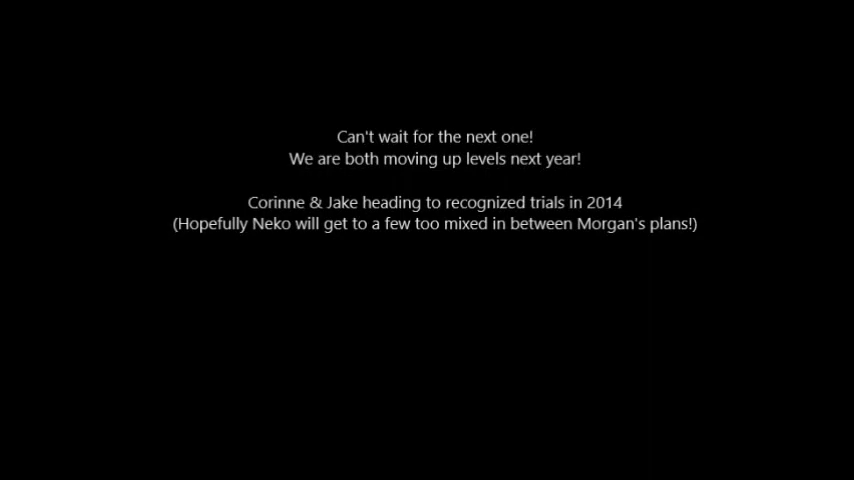 Can't wait for the next one!
We are both moving up levels next year!
Corinne & Jake heading to recognized trials in 2014
(Hopefully Neko will get to a few too mixed in between Morgan's plans!)